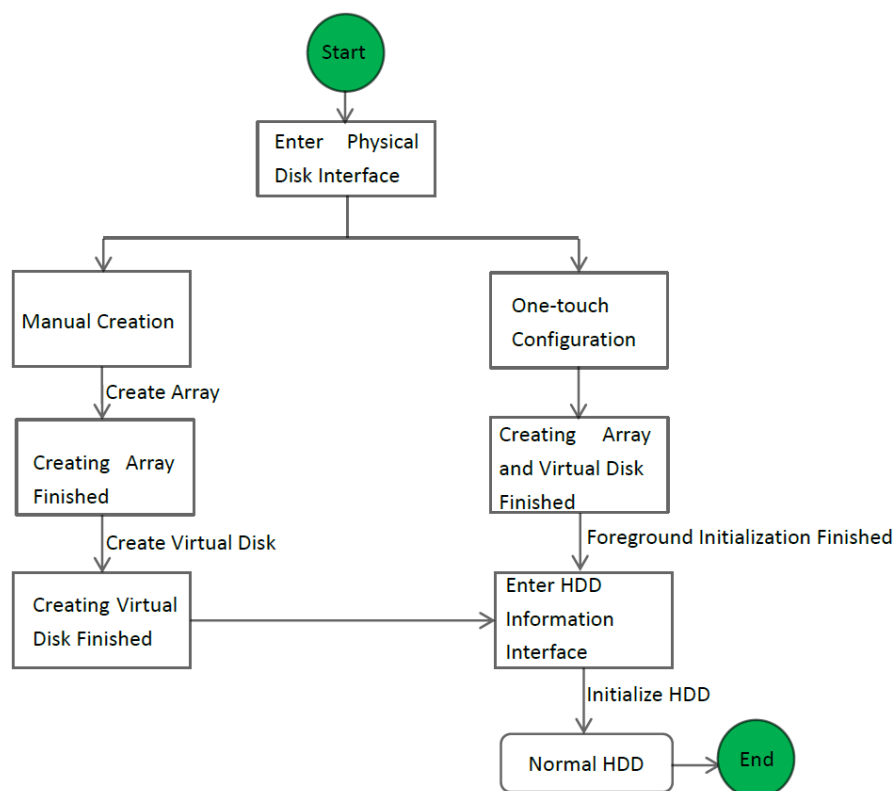 Start
Enter Physical
Disk Interface
Manual Creation
One-touch
Configuration
Create Array
Creating Array
Finished
Creating Array
and Virtual Disk
Finished
Create Virtual Disk
Foreground Initialization Finished
Creating Virtual
Disk Finished
Enter HDD
Information
Interface
Initialize HDD
Normal HDD
End